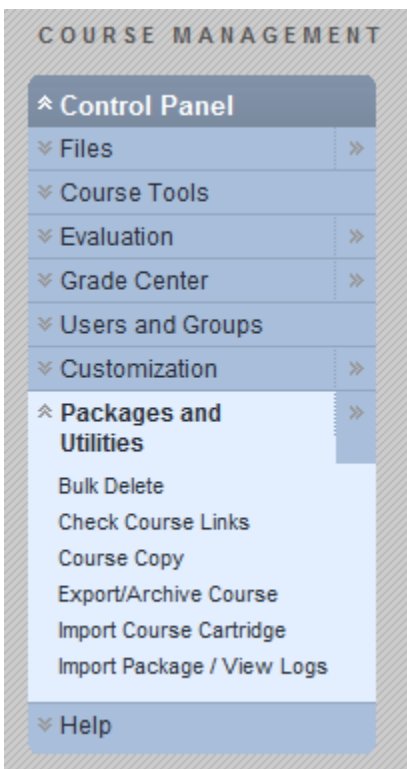 COURSE MANAGEMENT
Control Panel
Files
Course Tools
Evaluation
Grade Center
Users and Groups
Customization
Packages and
Utilities
Bulk Delete
Check Course Links
Course Copy
Export/Archive Course
Import Course Cartridge
Import Package / View Logs
Help